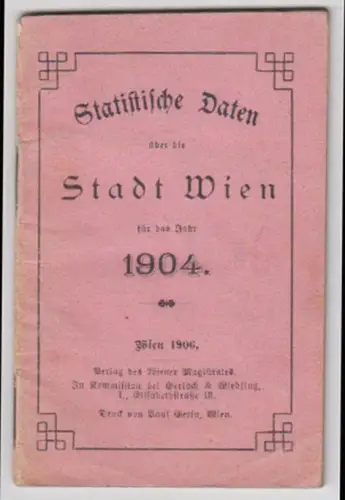 Statistische Daten
über die
Stadt Wien
für das Jahr
1904.
Wien 1906.
Verlag des Wiener Magistrates.
In Kommission bei Gerlach & Wiedling,
I., Elisabethstraße 13.
Druck von Paul Gerin, Wien.